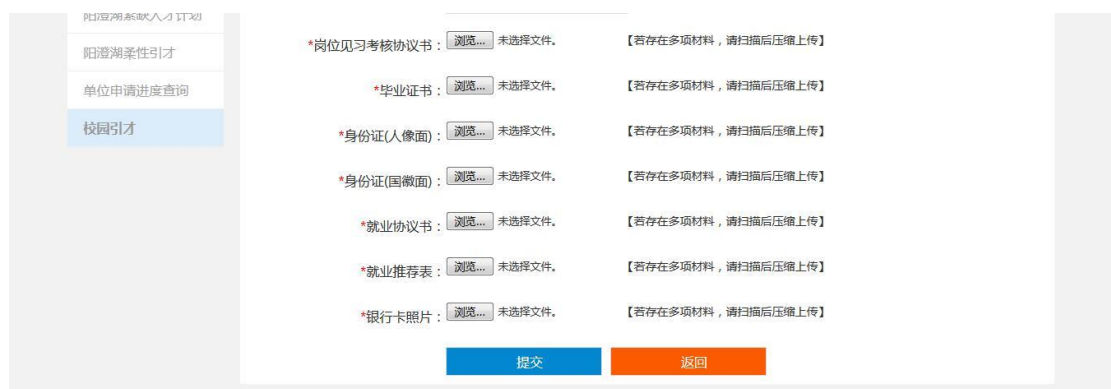 阳澄湖紧缺人才计划
阳澄湖柔性引才
单位申请进度查询
校园引才
*岗位见习考核协议书： 浏览... 未选择文件。 【若存在多项材料，请扫描后压缩上传】
*毕业证书： 浏览... 未选择文件。 【若存在多项材料，请扫描后压缩上传】
*身份证(人像面)： 浏览... 未选择文件。 【若存在多项材料，请扫描后压缩上传】
*身份证(国徽面)： 浏览... 未选择文件。 【若存在多项材料，请扫描后压缩上传】
*就业协议书： 浏览... 未选择文件。 【若存在多项材料，请扫描后压缩上传】
*就业推荐表： 浏览... 未选择文件。 【若存在多项材料，请扫描后压缩上传】
*银行卡照片： 浏览... 未选择文件。 【若存在多项材料，请扫描后压缩上传】
提交 返回